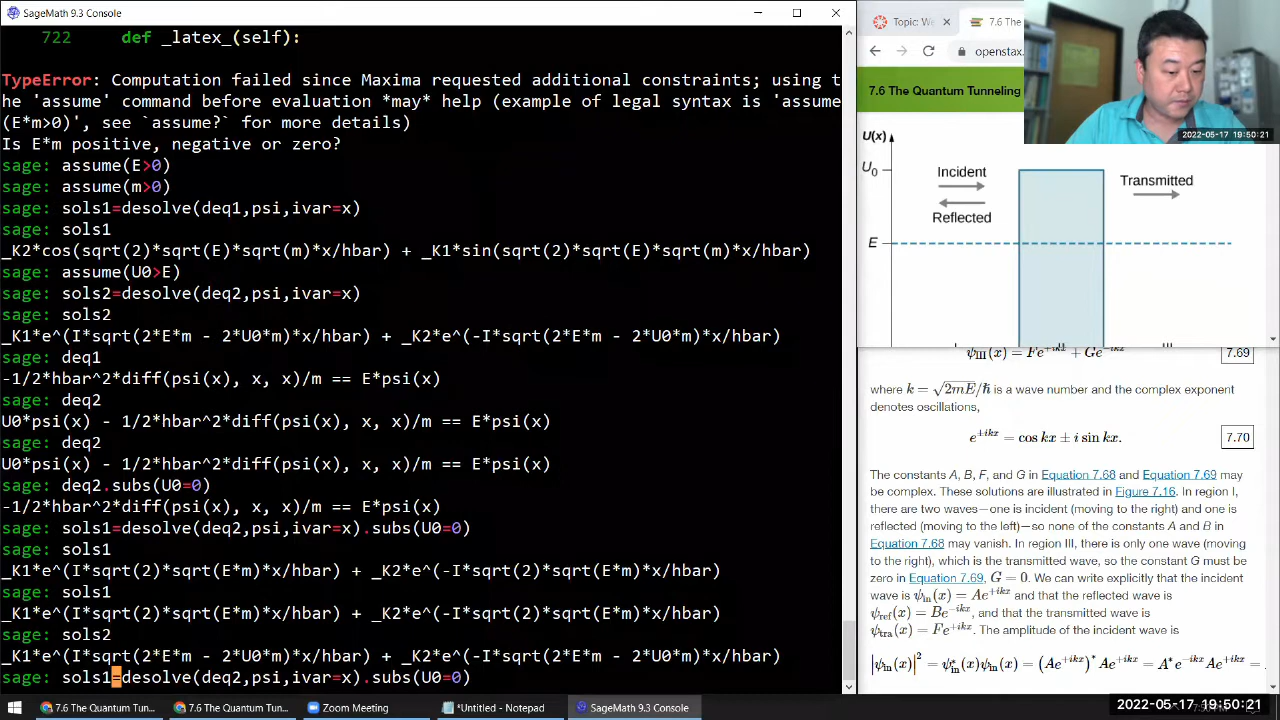 SageMath 9.3 Console
722     def _latex_(self):
TypeError: Computation failed since Maxima requested additional constraints; using t
he 'assume' command before evaluation *may* help (example of legal syntax is 'assume
(E*m>0)', see `assume?` for more details)
Is E*m positive, negative or zero?
sage: assume(E>0)
sage: assume(m>0)
sage: sols1=desolve(deq1,psi,ivar=x)
sage: sols1
_K2*cos(sqrt(2)*sqrt(E)*sqrt(m)*x/hbar) + _K1*sin(sqrt(2)*sqrt(E)*sqrt(m)*x/hbar)
sage: assume(U0>E)
sage: sols2=desolve(deq2,psi,ivar=x)
sage: sols2
_K1*e^(I*sqrt(2*E*m - 2*U0*m)*x/hbar) + _K2*e^(-I*sqrt(2*E*m - 2*U0*m)*x/hbar)
sage: deq1
-1/2*hbar^2*diff(psi(x), x, x)/m == E*psi(x)
sage: deq2
U0*psi(x) - 1/2*hbar^2*diff(psi(x), x, x)/m == E*psi(x)
sage: deq2
U0*psi(x) - 1/2*hbar^2*diff(psi(x), x, x)/m == E*psi(x)
sage: deq2.subs(U0=0)
-1/2*hbar^2*diff(psi(x), x, x)/m == E*psi(x)
sage: sols1=desolve(deq2,psi,ivar=x).subs(U0=0)
sage: sols1
_K1*e^(I*sqrt(2)*sqrt(E*m)*x/hbar) + _K2*e^(-I*sqrt(2)*sqrt(E*m)*x/hbar)
sage: sols1
_K1*e^(I*sqrt(2)*sqrt(E*m)*x/hbar) + _K2*e^(-I*sqrt(2)*sqrt(E*m)*x/hbar)
sage: sols2
_K1*e^(I*sqrt(2*E*m - 2*U0*m)*x/hbar) + _K2*e^(-I*sqrt(2*E*m - 2*U0*m)*x/hbar)
sage: sols1=desolve(deq2,psi,ivar=x).subs(U0=0)
Topic: We
7.6 The
openstax.
7.6 The Quantum Tunneling
2022-05-17 19:50:21
U(x)
U0
Incident
Reflected
Transmitted
E
ψIII(x) = Fe+ikx + Ge−ikx
7.69
where k = √2mE/ħ is a wave number and the complex exponent
denotes oscillations,
e±ikx = cos kx ± i sin kx.
7.70
The constants A, B, F, and G in Equation 7.68 and Equation 7.69 may
be complex. These solutions are illustrated in Figure 7.16. In region I,
there are two waves—one is incident (moving to the right) and one is
reflected (moving to the left)—so none of the constants A and B in
Equation 7.68 may vanish. In region III, there is only one wave (moving
to the right), which is the transmitted wave, so the constant G must be
zero in Equation 7.69, G = 0. We can write explicitly that the incident
wave is ψin(x) = Ae+ikx and that the reflected wave is
ψref(x) = Be−ikx, and that the transmitted wave is
ψtra(x) = Fe+ikx. The amplitude of the incident wave is
|ψin(x)|2 = ψ*in(x)ψin(x) = (Ae+ikx)* Ae+ikx = A*e−ikx Ae+ikx =
7.6 The Quantum Tun...
7.6 The Quantum Tun...
Zoom Meeting
*Untitled - Notepad
SageMath 9.3 Console
2022-05-17 19:50:21